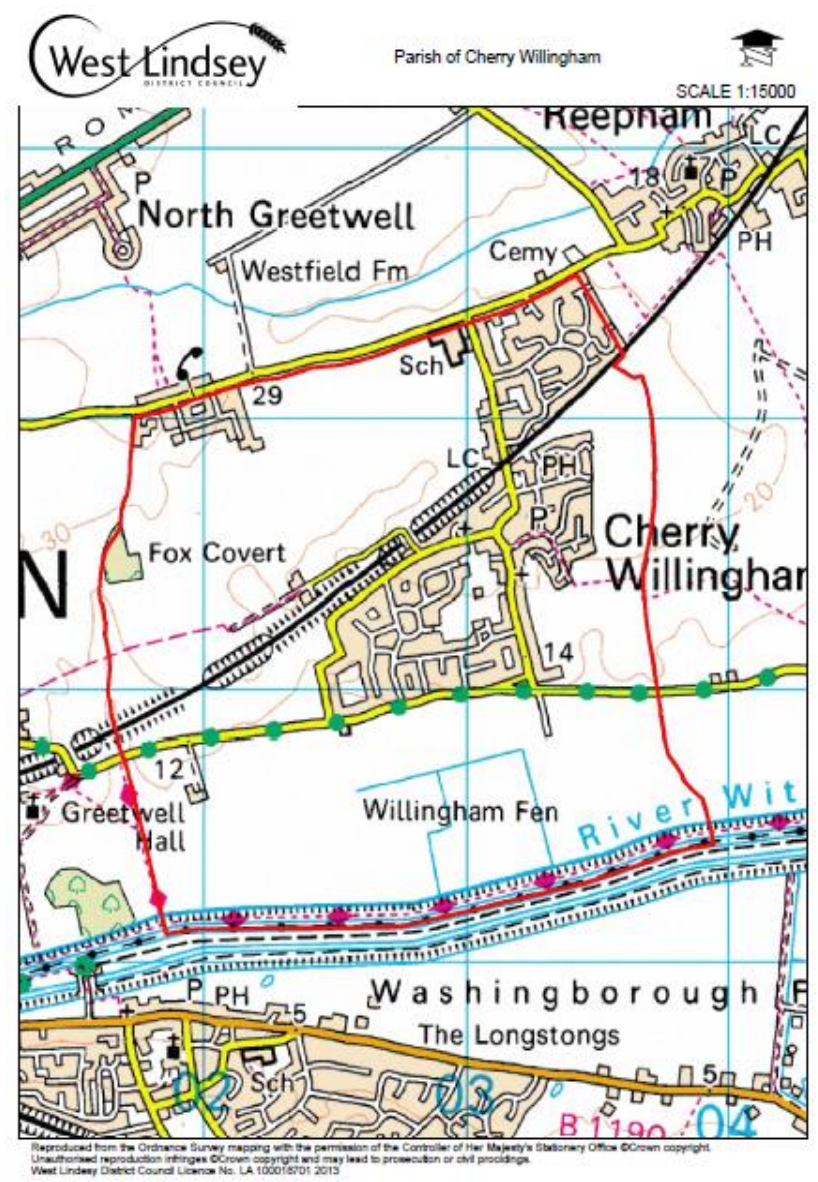 West Lindsey
DISTRICT COUNCIL
Parish of Cherry Willingham
SCALE 1:15000
R O M
Reepham
LC
P
18
P
North Greetwell
PH
Cemy
Westfield Fm
Sch
29
LC
PH
P
20
Cherry
30
Fox Covert
Willinghar
N
14
12
Willingham Fen
River Wit
Greetwell
Hall
P PH
Washingborough
F
5
The Longstongs
5
Sch
02
03
04
B 1190
Reproduced from the Ordnance Survey mapping with the permission of the Controller of Her Majesty's Stationery Office ©Crown copyright.
Unauthorised reproduction infringes ©Crown copyright and may lead to prosecution or civil procidings.
West Lindesy District Council Licence No. LA 100018701 2013